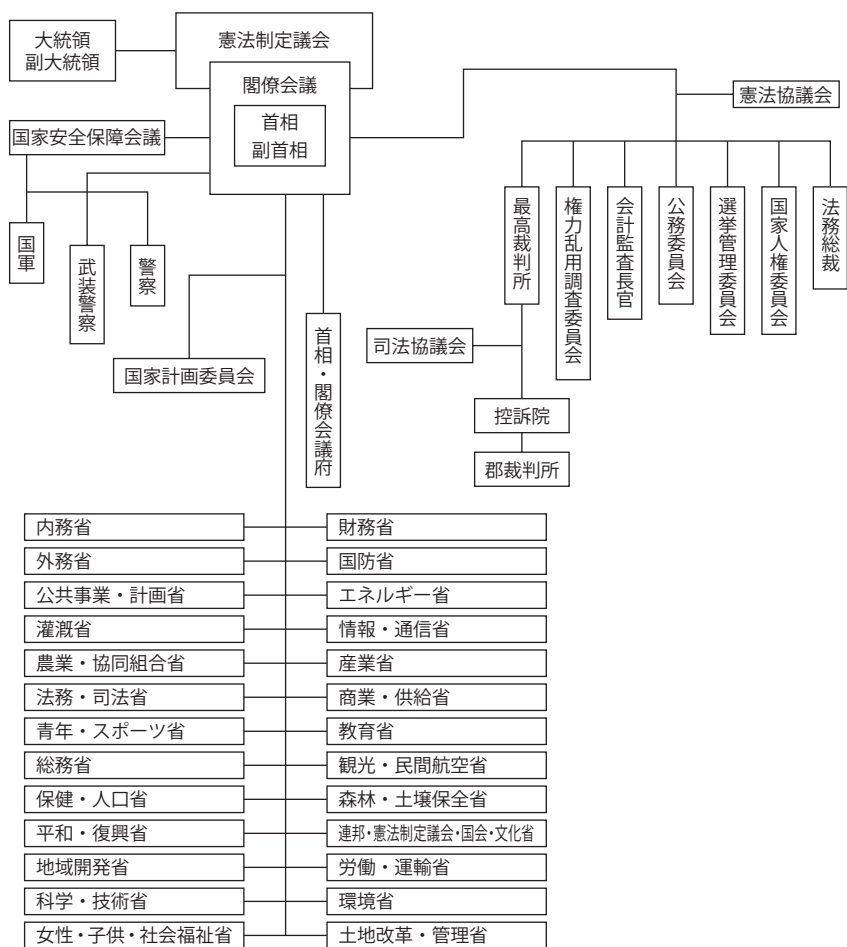 大統領
副大統領
憲法制定議会
閣僚会議
首相
副首相
国家安全保障会議
憲法協議会
国軍
武装警察
警察
最高裁判所
権力乱用調査委員会
会計監査長官
公務委員会
選挙管理委員会
国家人権委員会
法務総裁
国家計画委員会
首相・閣僚会議府
司法協議会
控訴院
郡裁判所
内務省
財務省
外務省
国防省
公共事業・計画省
エネルギー省
灌漑省
情報・通信省
農業・協同組合省
産業省
法務・司法省
商業・供給省
青年・スポーツ省
教育省
総務省
観光・民間航空省
保健・人口省
森林・土壌保全省
平和・復興省
連邦・憲法制定議会・国会・文化省
地域開発省
労働・運輸省
科学・技術省
環境省
女性・子供・社会福祉省
土地改革・管理省